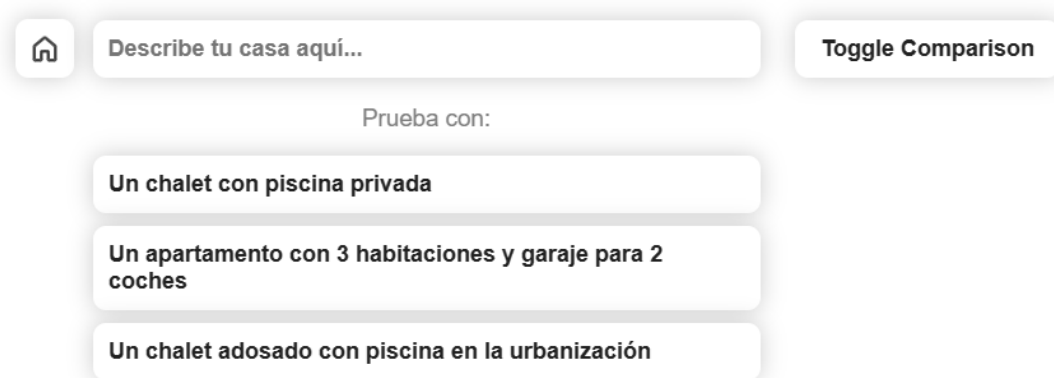 Describe tu casa aquí...
Toggle Comparison
Prueba con:
Un chalet con piscina privada
Un apartamento con 3 habitaciones y garaje para 2
coches
Un chalet adosado con piscina en la urbanización